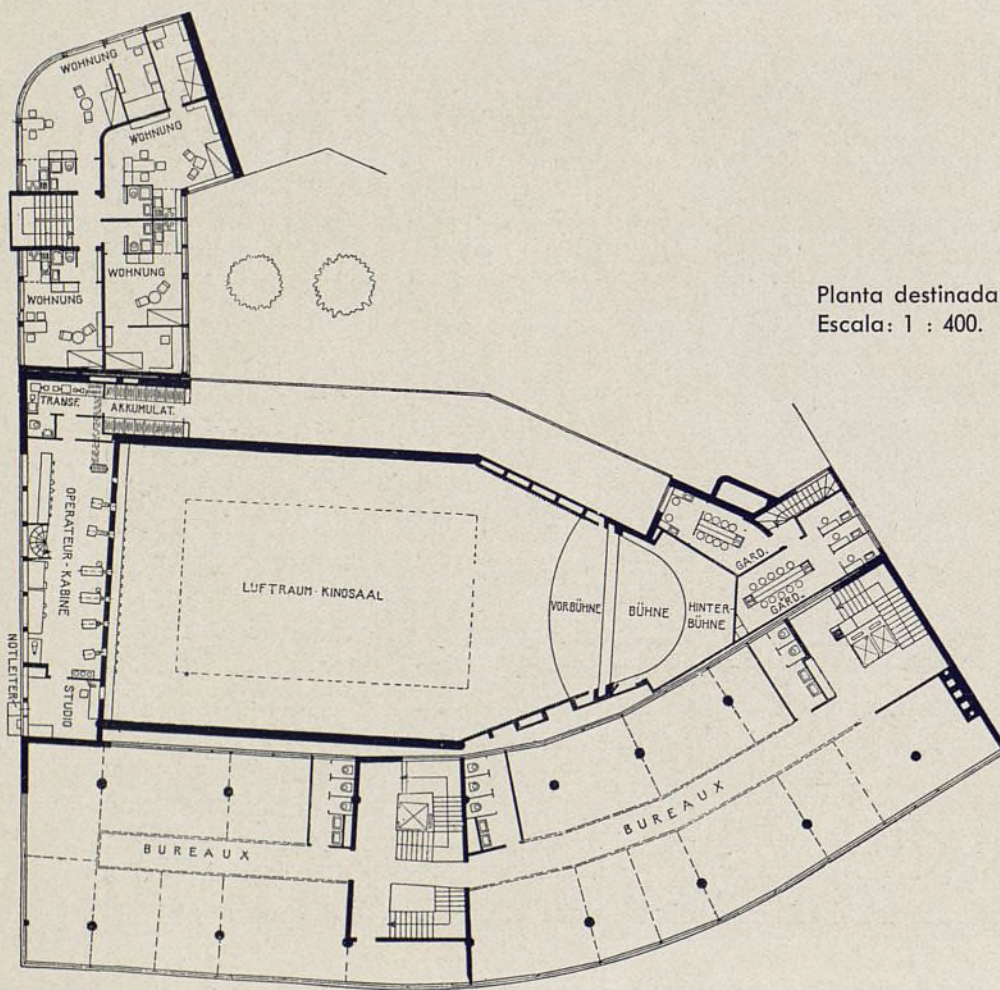 WOHNUNG
WOHNUNG
WOHNUNG
WOHNUNG
Planta destinada
Escala: 1 : 400.
TRANSF.
AKKUMULAT.
OPERATEUR-KABINE
LUFTRAUM-KINOSAAL
VORBÜHNE
BÜHNE
HINTER-
BÜHNE
GARD.
GARD.
NOTLEITER
STUDIO
BUREAUX
BUREAUX